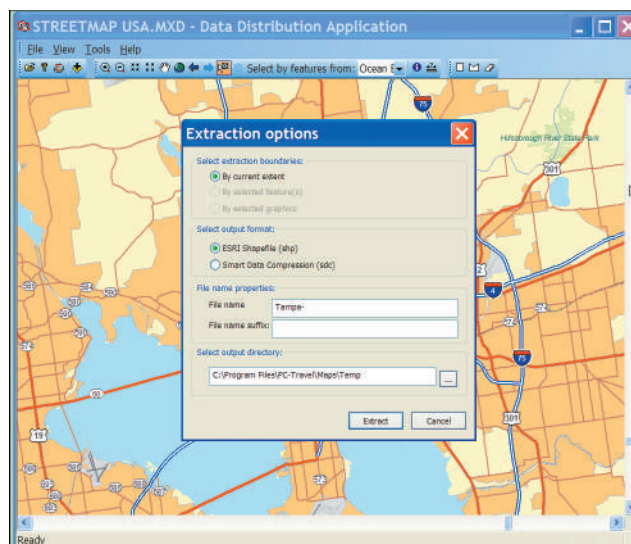 STREETMAP USA.MXD - Data Distribution Application
File View Tools Help
Select by features from: Ocean
75
Hillsborough River State Park
301
Extraction options
Select extraction boundaries:
By current extent
By selected feature(s)
By selected graphics
Select output format:
ESRI Shapefile (shp)
Smart Data Compression (sdc)
File name properties:
File name Tampa-
File name suffix:
Select output directory:
C:\Program Files\PC-Travel\Maps\Temp
...
Extract Cancel
4
75
301
19
573
Ready